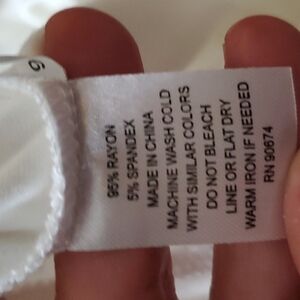 95% RAYON
5% SPANDEX
MADE IN CHINA
MACHINE WASH COLD
WITH SIMILAR COLORS
DO NOT BLEACH
LINE OR FLAT DRY
WARM IRON IF NEEDED
RN 90674